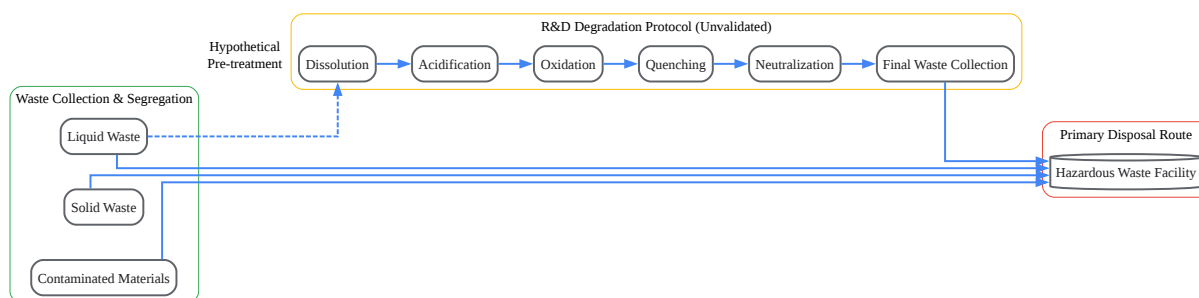 R&D Degradation Protocol (Unvalidated)
Hypothetical
Pre-treatment
Dissolution
Acidification
Oxidation
Quenching
Neutralization
Final Waste Collection
Waste Collection & Segregation
Liquid Waste
Solid Waste
Contaminated Materials
Primary Disposal Route
Hazardous Waste Facility